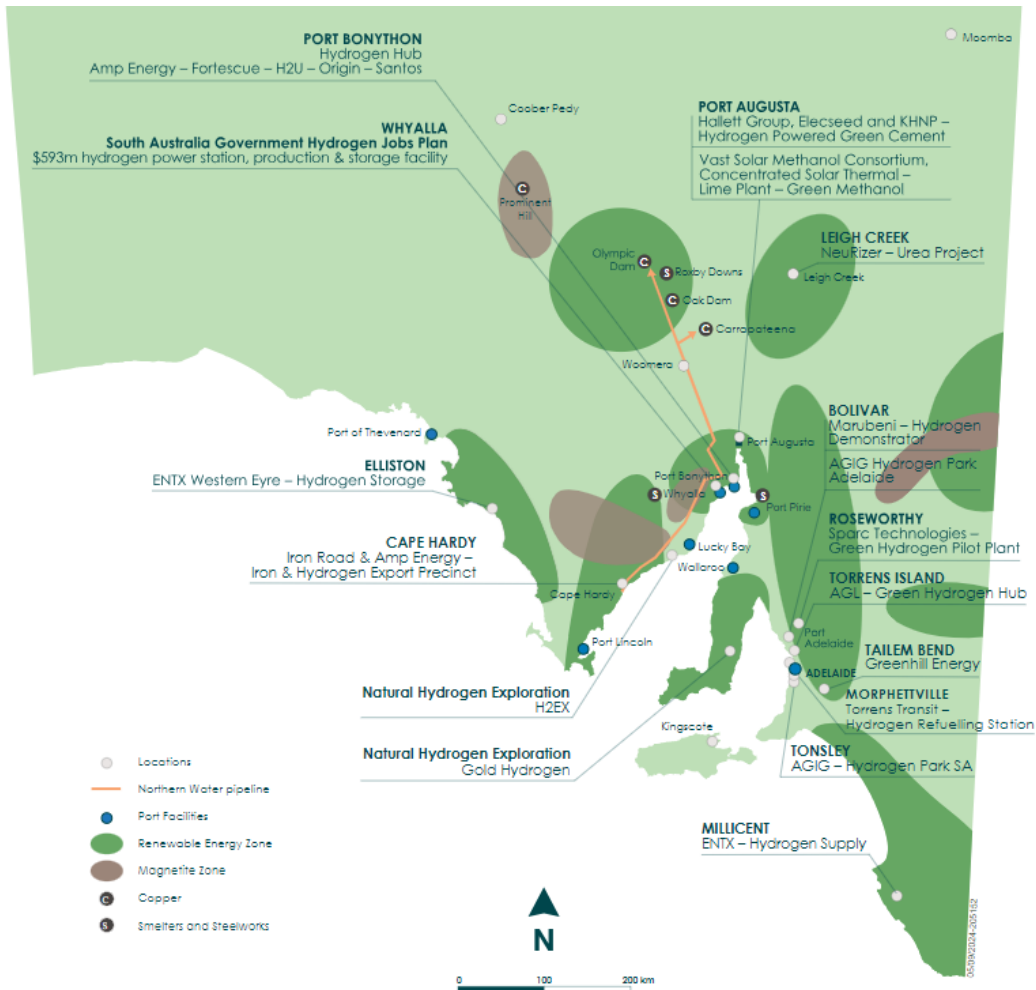 PORT BONYTHON
Hydrogen Hub
Amp Energy – Fortescue – H2U – Origin – Santos
Moomba
Coober Pedy
WHYALLA
South Australia Government Hydrogen Jobs Plan
$593m hydrogen power station, production & storage facility
PORT AUGUSTA
Hallett Group, Elecseed and KHNP –
Hydrogen Powered Green Cement
Vast Solar Methanol Consortium,
Concentrated Solar Thermal –
Lime Plant – Green Methanol
C
Prominent
Hill
LEIGH CREEK
NeuRizer – Urea Project
Leigh Creek
Olympic
Dam
C
S
Roxby Downs
C
Oak Dam
C
Carrapateena
Woomera
Port of Thevenard
Port Augusta
BOLIVAR
Marubeni – Hydrogen
Demonstrator
AGIG Hydrogen Park
Adelaide
ELLISTON
ENTX Western Eyre – Hydrogen Storage
Port Bonython
S
Whyalla
S
Port Pirie
ROSEWORTHY
Sparc Technologies –
Green Hydrogen Pilot Plant
CAPE HARDY
Iron Road & Amp Energy –
Iron & Hydrogen Export Precinct
Lucky Bay
Wallaroo
Cape Hardy
TORRENS ISLAND
AGL – Green Hydrogen Hub
Port Lincoln
Port
Adelaide
TAILEM BEND
Greenhill Energy
ADELAIDE
Natural Hydrogen Exploration
H2EX
MORPHETTVILLE
Torrens Transit –
Hydrogen Refuelling Station
Kingscote
Natural Hydrogen Exploration
Gold Hydrogen
TONSLEY
AGIG – Hydrogen Park SA
Locations
Northern Water pipeline
Port Facilities
Renewable Energy Zone
Magnetite Zone
C
Copper
S
Smelters and Steelworks
MILLICENT
ENTX – Hydrogen Supply
N
0 100 200 km
05/09/2024-205162